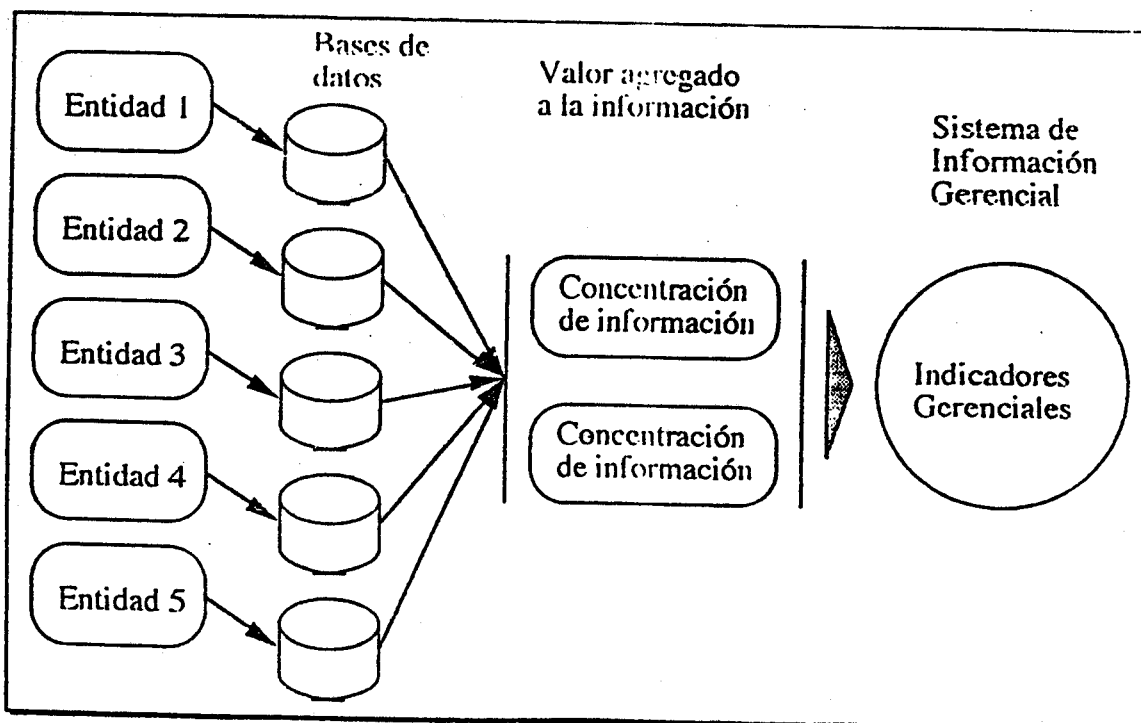 Bases de
datos
Valor agregado
a la información
Sistema de
Información
Gerencial
Entidad 1
Entidad 2
Entidad 3
Entidad 4
Entidad 5
Concentración
de información
Concentración
de información
Indicadores
Gerenciales